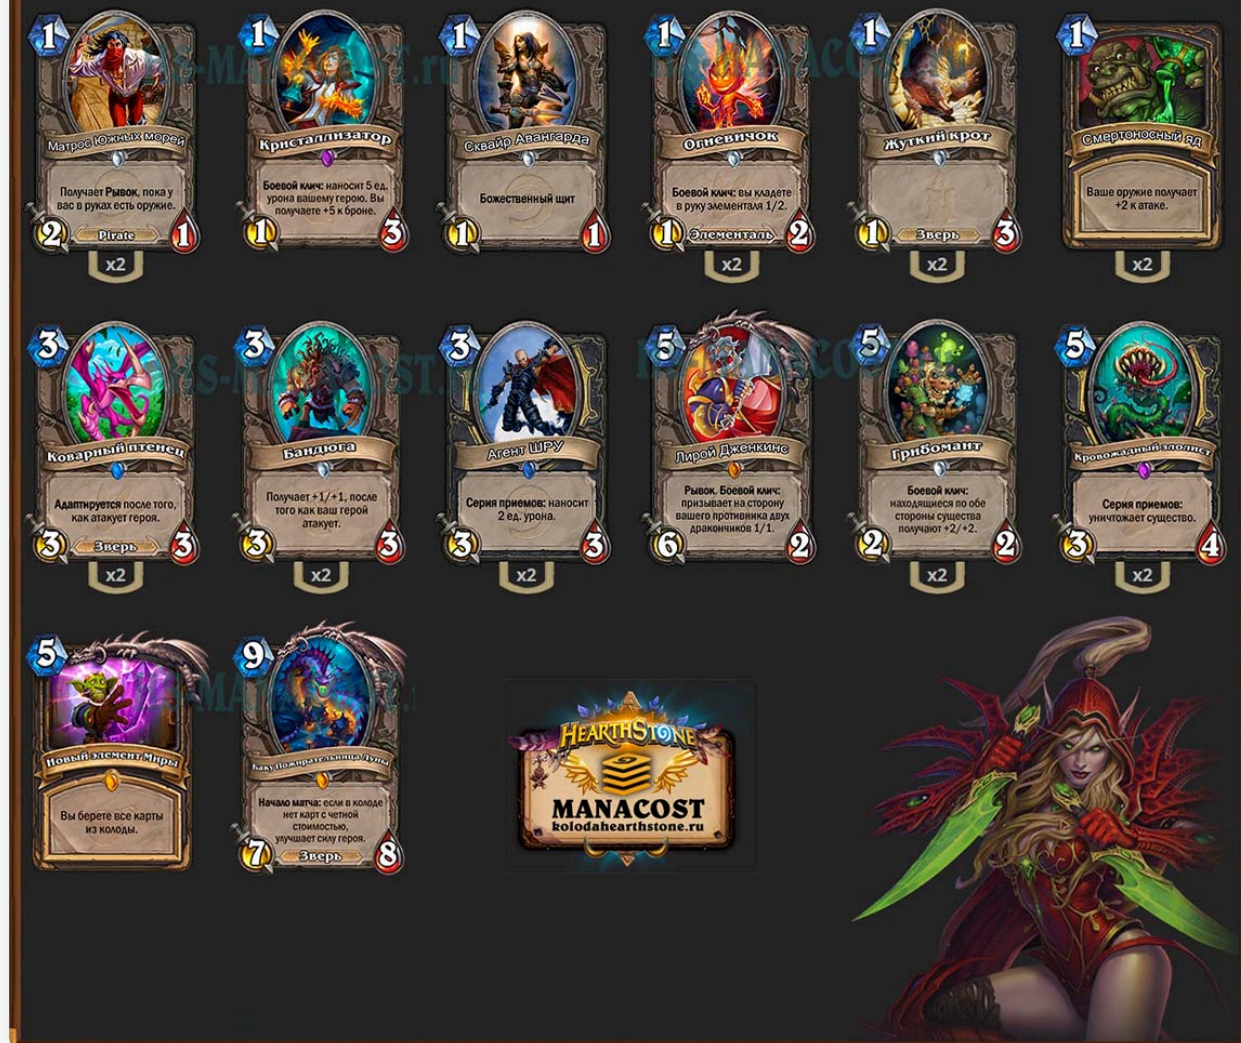 1
1
1
1
1
1
Матрос Южных морей
Кристаллизатор
Сквайр Авангарда
Огневичок
Жуткий крот
Смертоносный яд
Получает Рывок, пока у
вас в руках есть оружие.
Pirate
2
1
Боевой клич: наносит 5 ед.
урона вашему герою. Вы
получаете +5 к броне.
1
3
Божественный щит
1
1
Боевой клич: вы кладете
в руку элементаля 1/2.
Элементаль
1
2
Зверь
1
3
Ваше оружие получает
+2 к атаке.
x2
x2
x2
x2
3
3
3
5
5
5
Коварный птенец
Бандюга
Агент ШРУ
Лирой Дженкинс
Грибомант
Кровожадный злолист
Адаптируется после того,
как атакует героя.
Зверь
3
3
Получает +1/+1, после
того как ваш герой
атакует.
3
3
Серия приемов: наносит
2 ед. урона.
3
3
Рывок. Боевой клич:
призывает на сторону
вашего противника двух
дракончиков 1/1.
6
2
Боевой клич:
находящиеся по обе
стороны существа
получают +2/+2.
2
2
Серия приемов:
уничтожает существо.
3
4
x2
x2
x2
x2
x2
5
9
Новый элемент Миры
Баку Пожирательница Луны
Вы берете все карты
из колоды.
Начало матча: если в колоде
нет карт с четной
стоимостью,
улучшает силу героя.
Зверь
7
8
HEARTHSTONE
MANACOST
kolodahearthstone.ru